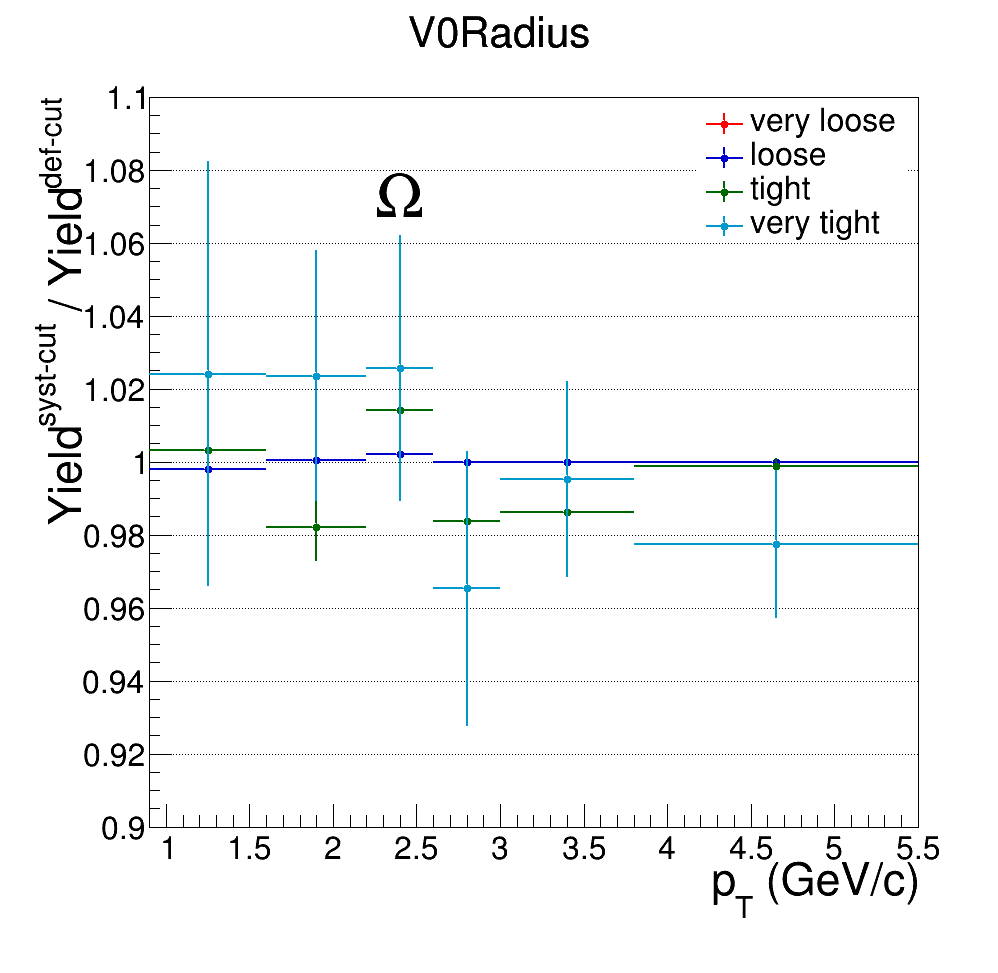 V0Radius
Yield^syst-cut / Yield^def-cut
1.1
1.08
1.06
1.04
1.02
1
0.98
0.96
0.94
0.92
0.9
Ω
very loose
loose
tight
very tight
1 1.5 2 2.5 3 3.5 4 4.5 5 5.5
p_T (GeV/c)